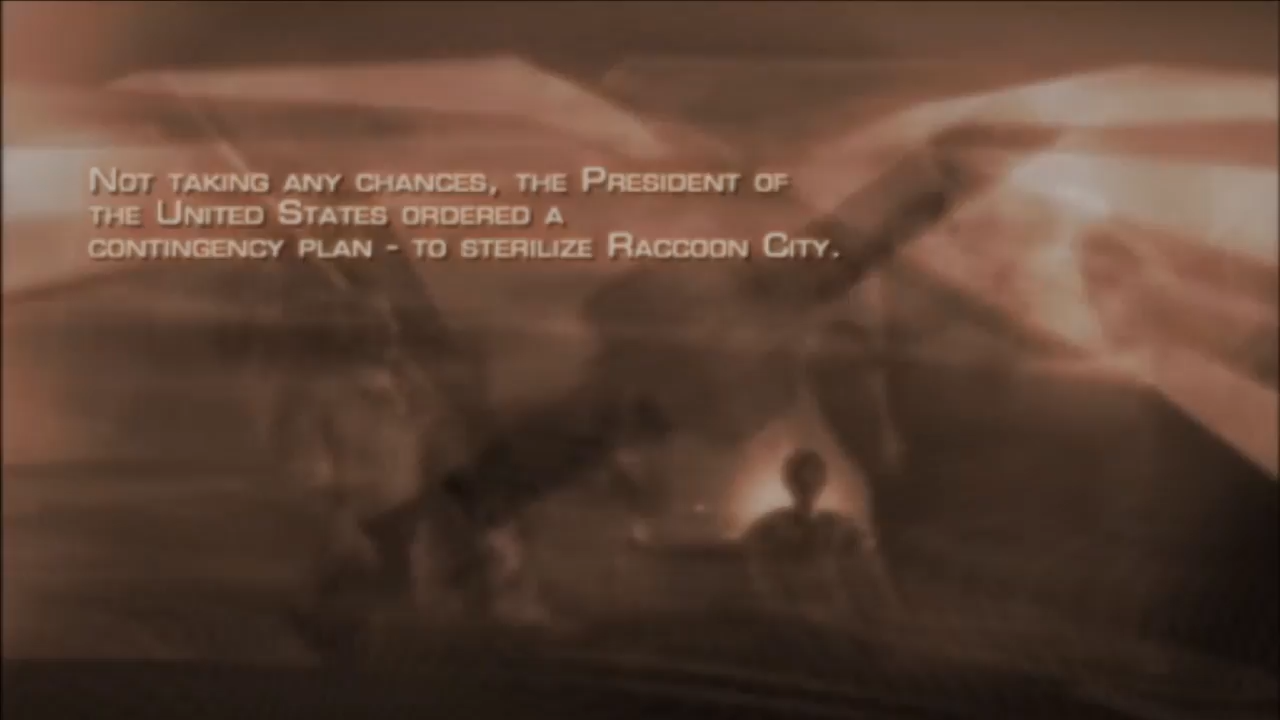 Not taking any chances, the President of
the United States ordered a
contingency plan - to sterilize Raccoon City.